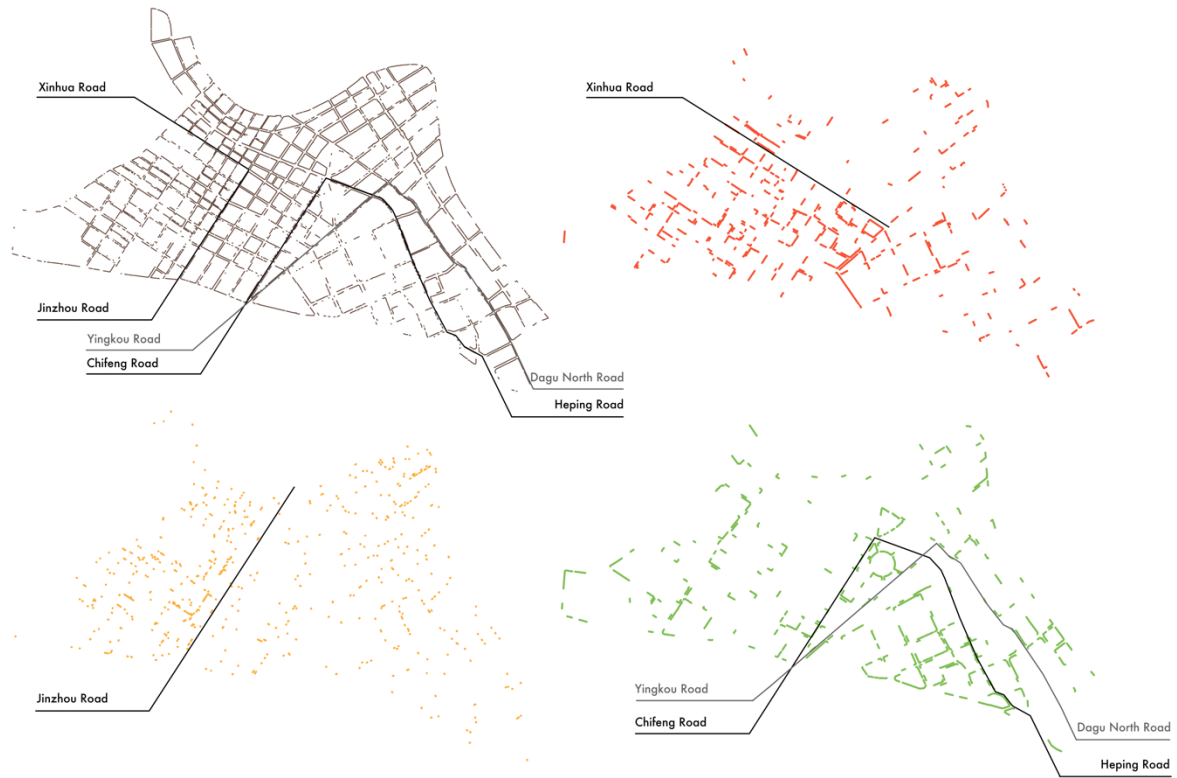 Xinhua Road
Jinzhou Road
Yingkou Road
Chifeng Road
Dagu North Road
Heping Road
Xinhua Road
Jinzhou Road
Yingkou Road
Chifeng Road
Dagu North Road
Heping Road